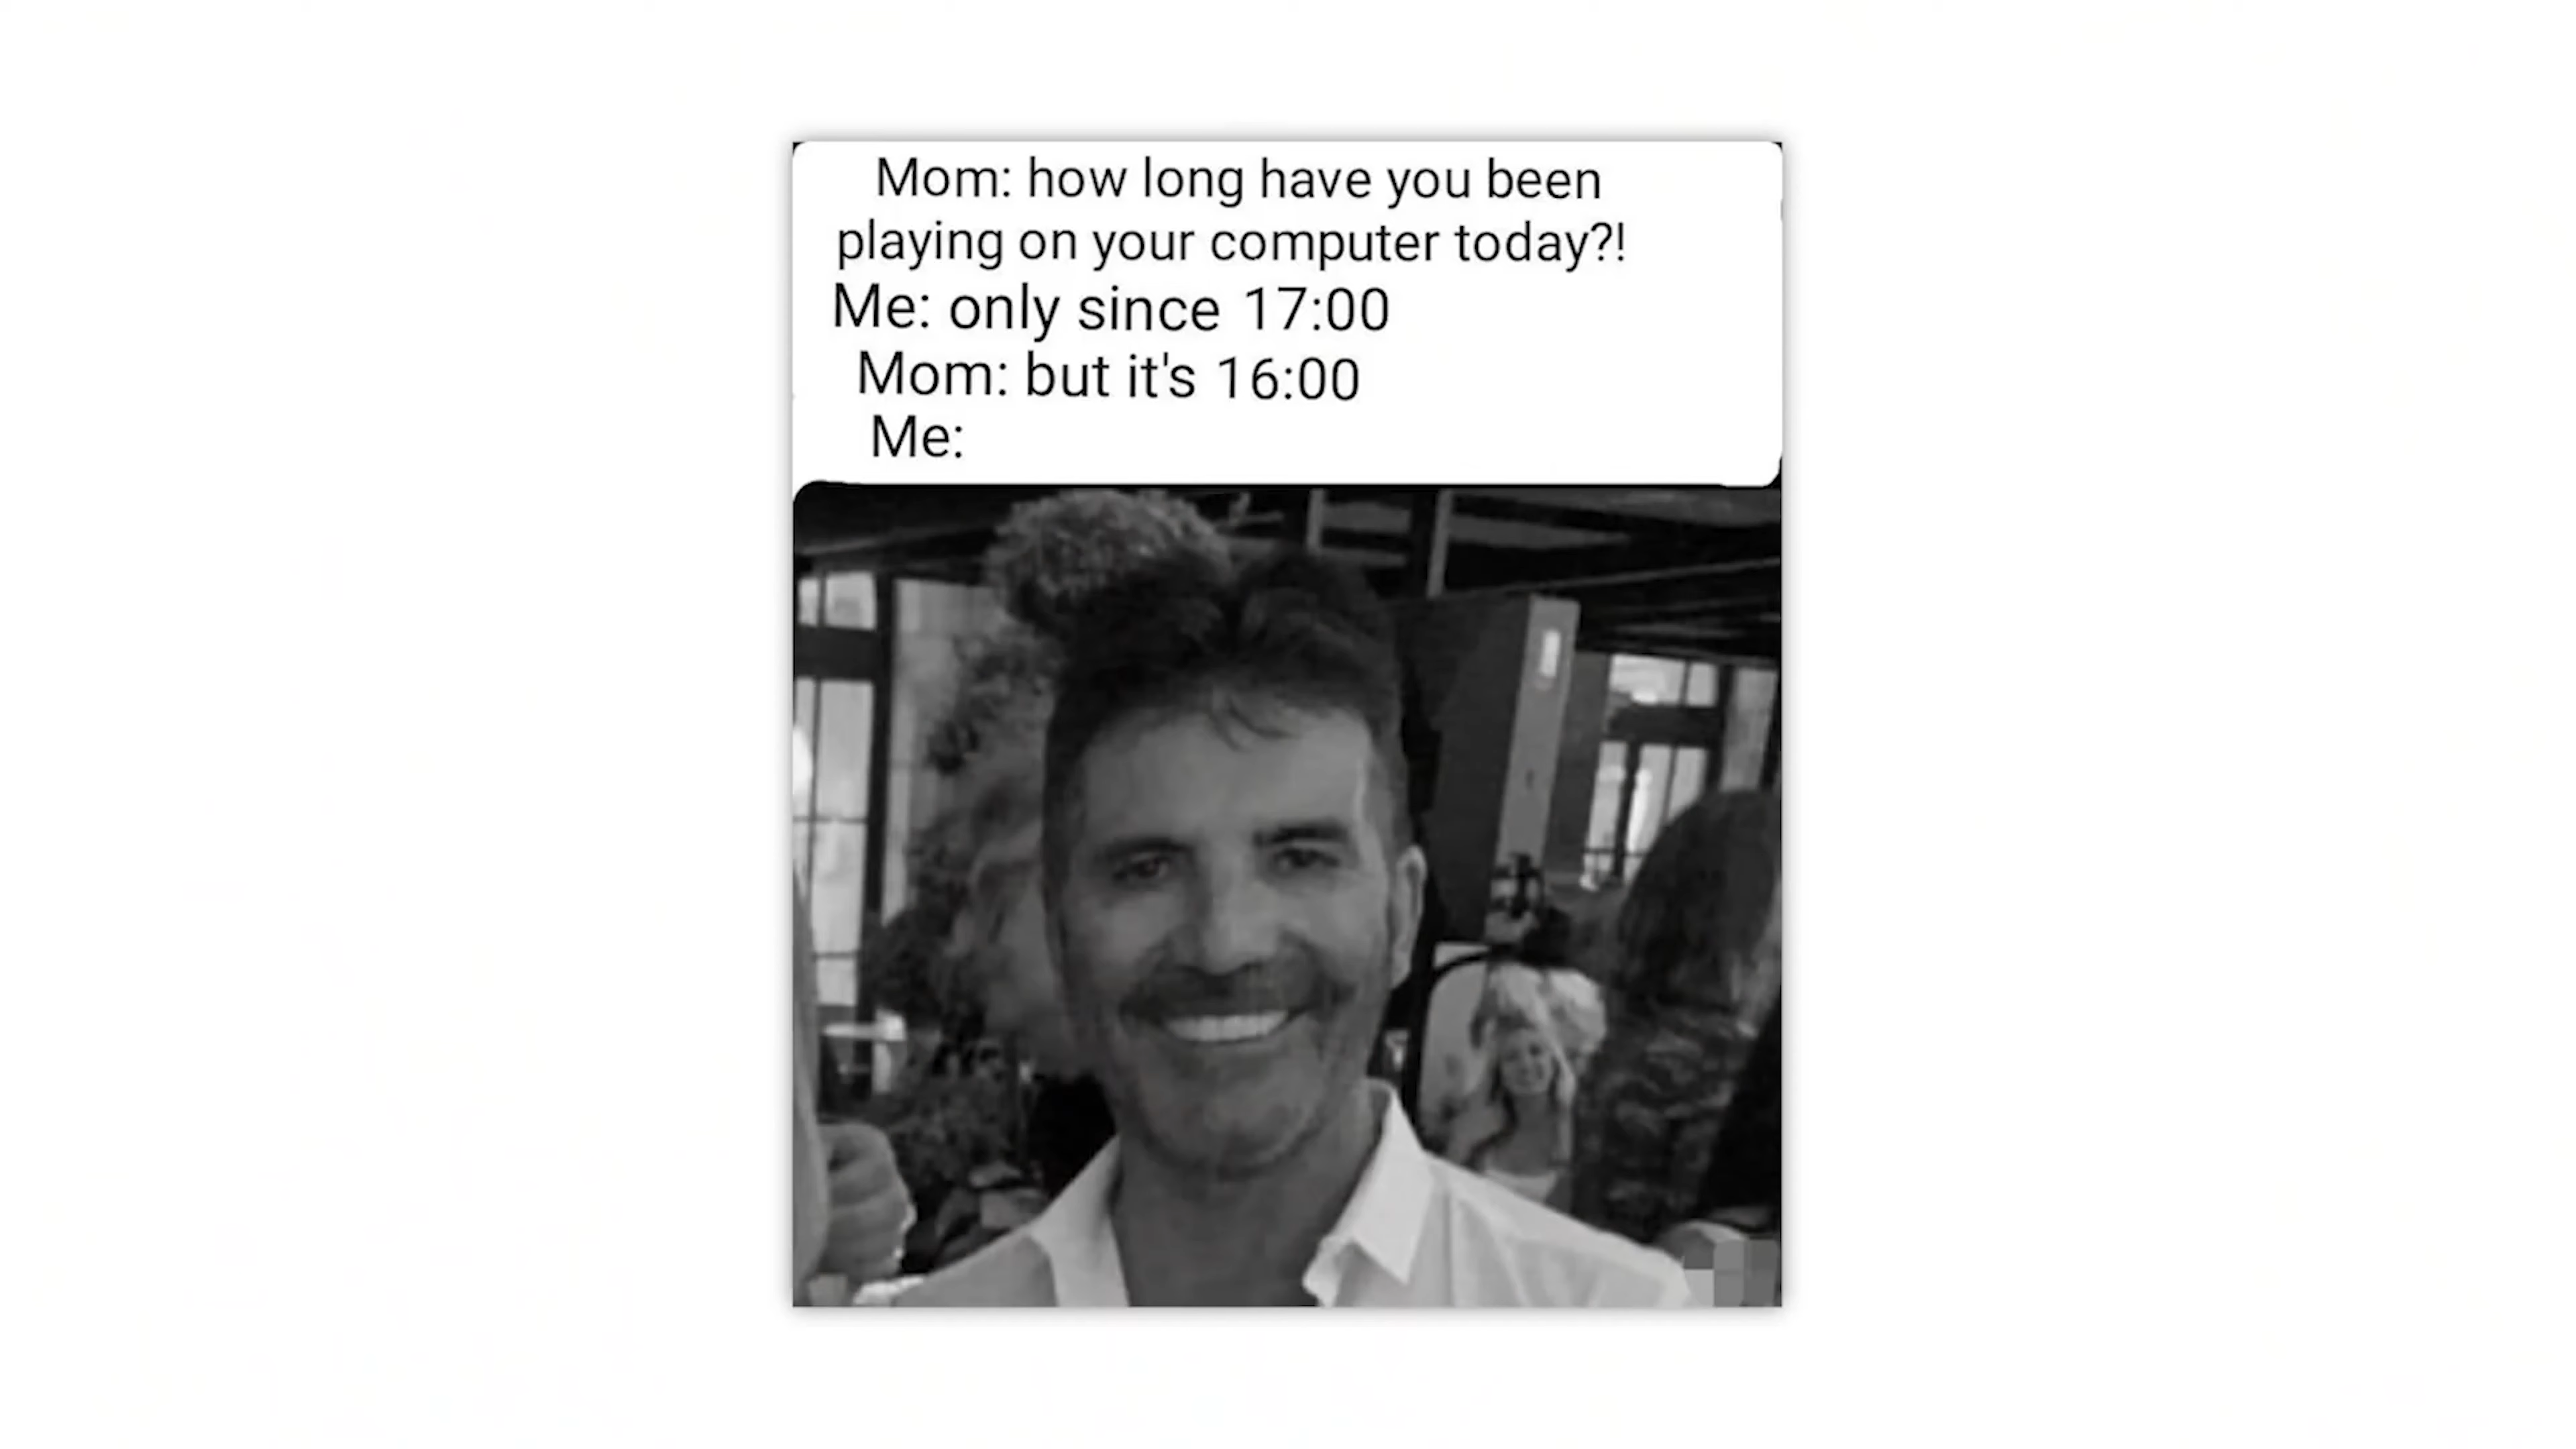 Mom: how long have you been
playing on your computer today?!
Me: only since 17:00
Mom: but it's 16:00
Me: